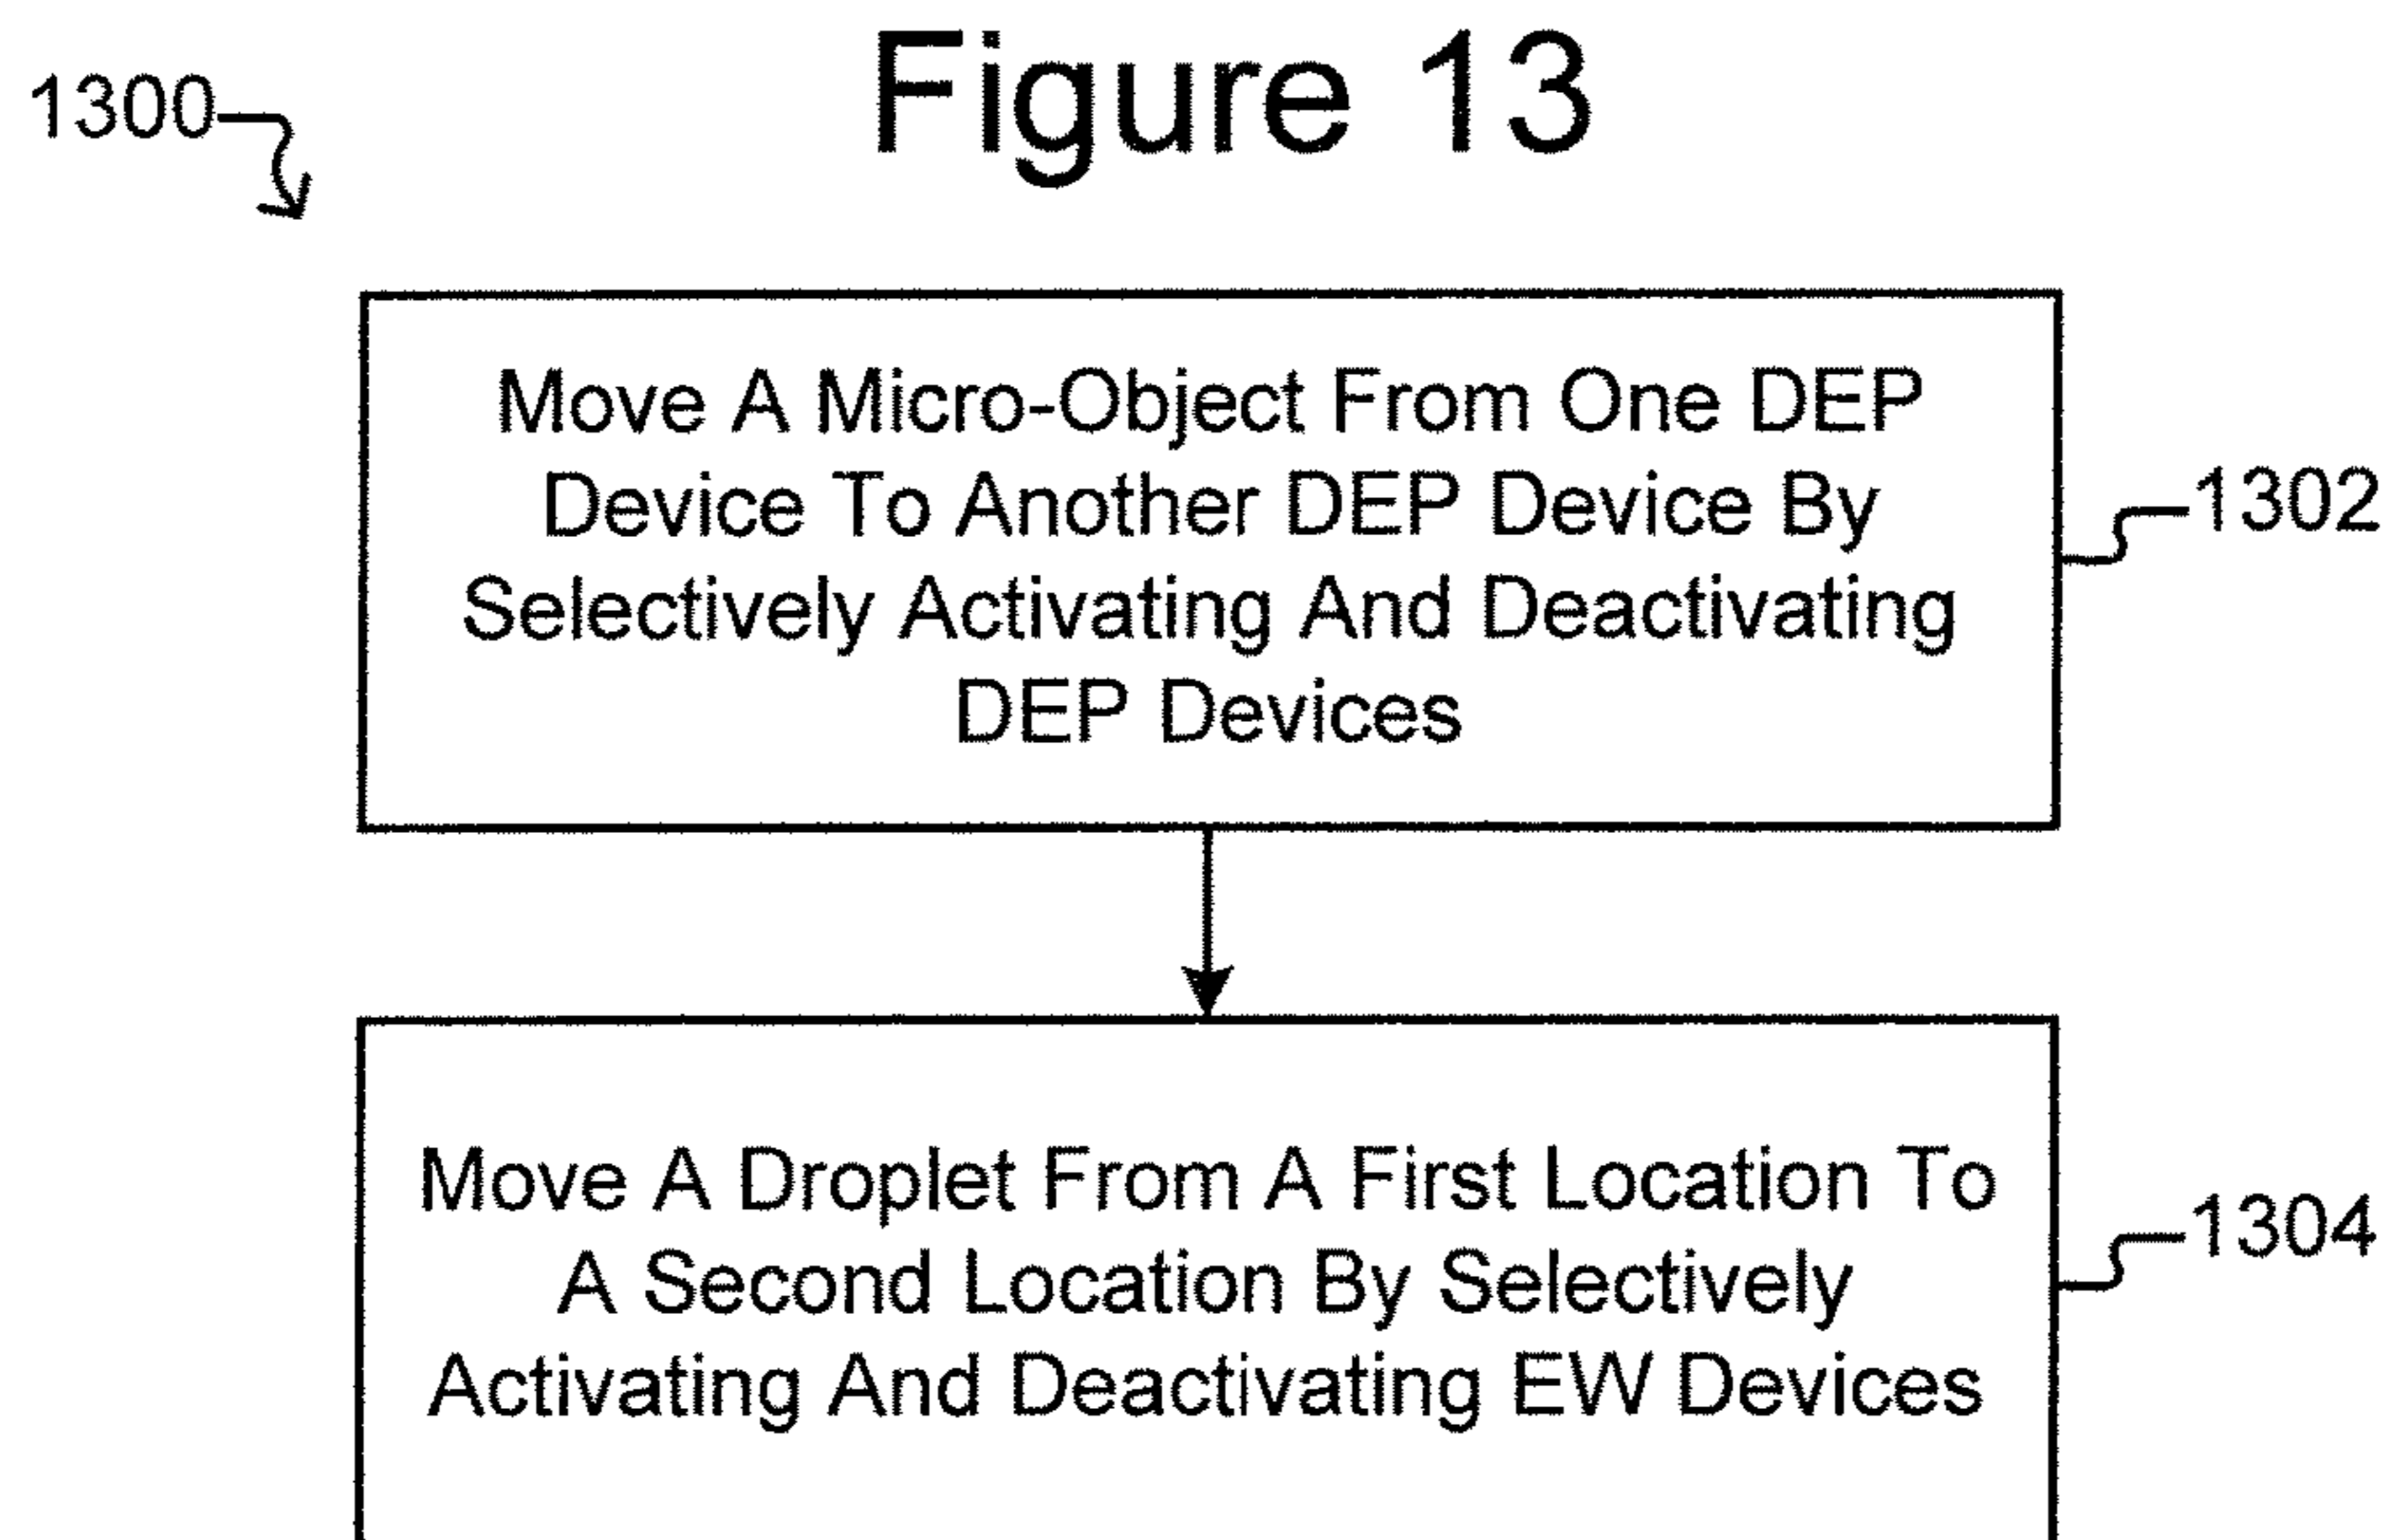 Figure 13
1300
Move A Micro-Object From One DEP
Device To Another DEP Device By
Selectively Activating And Deactivating
DEP Devices
1302
Move A Droplet From A First Location To
A Second Location By Selectively
Activating And Deactivating EW Devices
1304